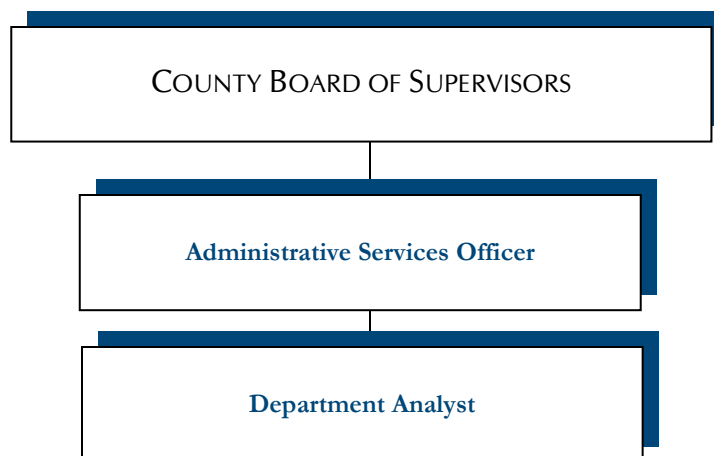 COUNTY BOARD OF SUPERVISORS
Administrative Services Officer
Department Analyst